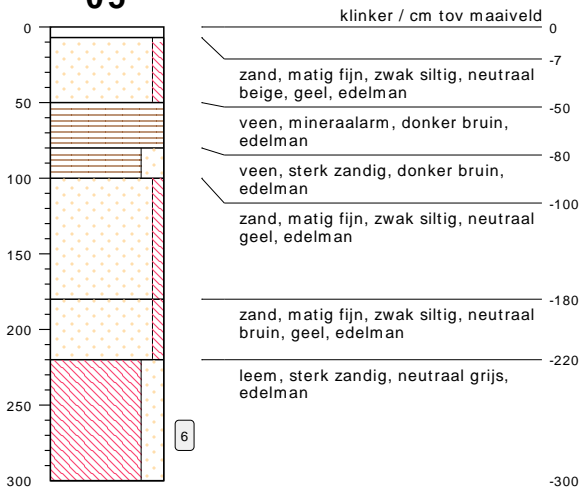 klinker / cm tov maaiveld
0
0
-7
zand, matig fijn, zwak siltig, neutraal
beige, geel, edelman
50
-50
veen, mineraalarm, donker bruin,
edelman
-80
veen, sterk zandig, donker bruin,
edelman
100
-100
zand, matig fijn, zwak siltig, neutraal
geel, edelman
150
-180
zand, matig fijn, zwak siltig, neutraal
bruin, geel, edelman
200
-220
leem, sterk zandig, neutraal grijs,
edelman
250
6
300
-300